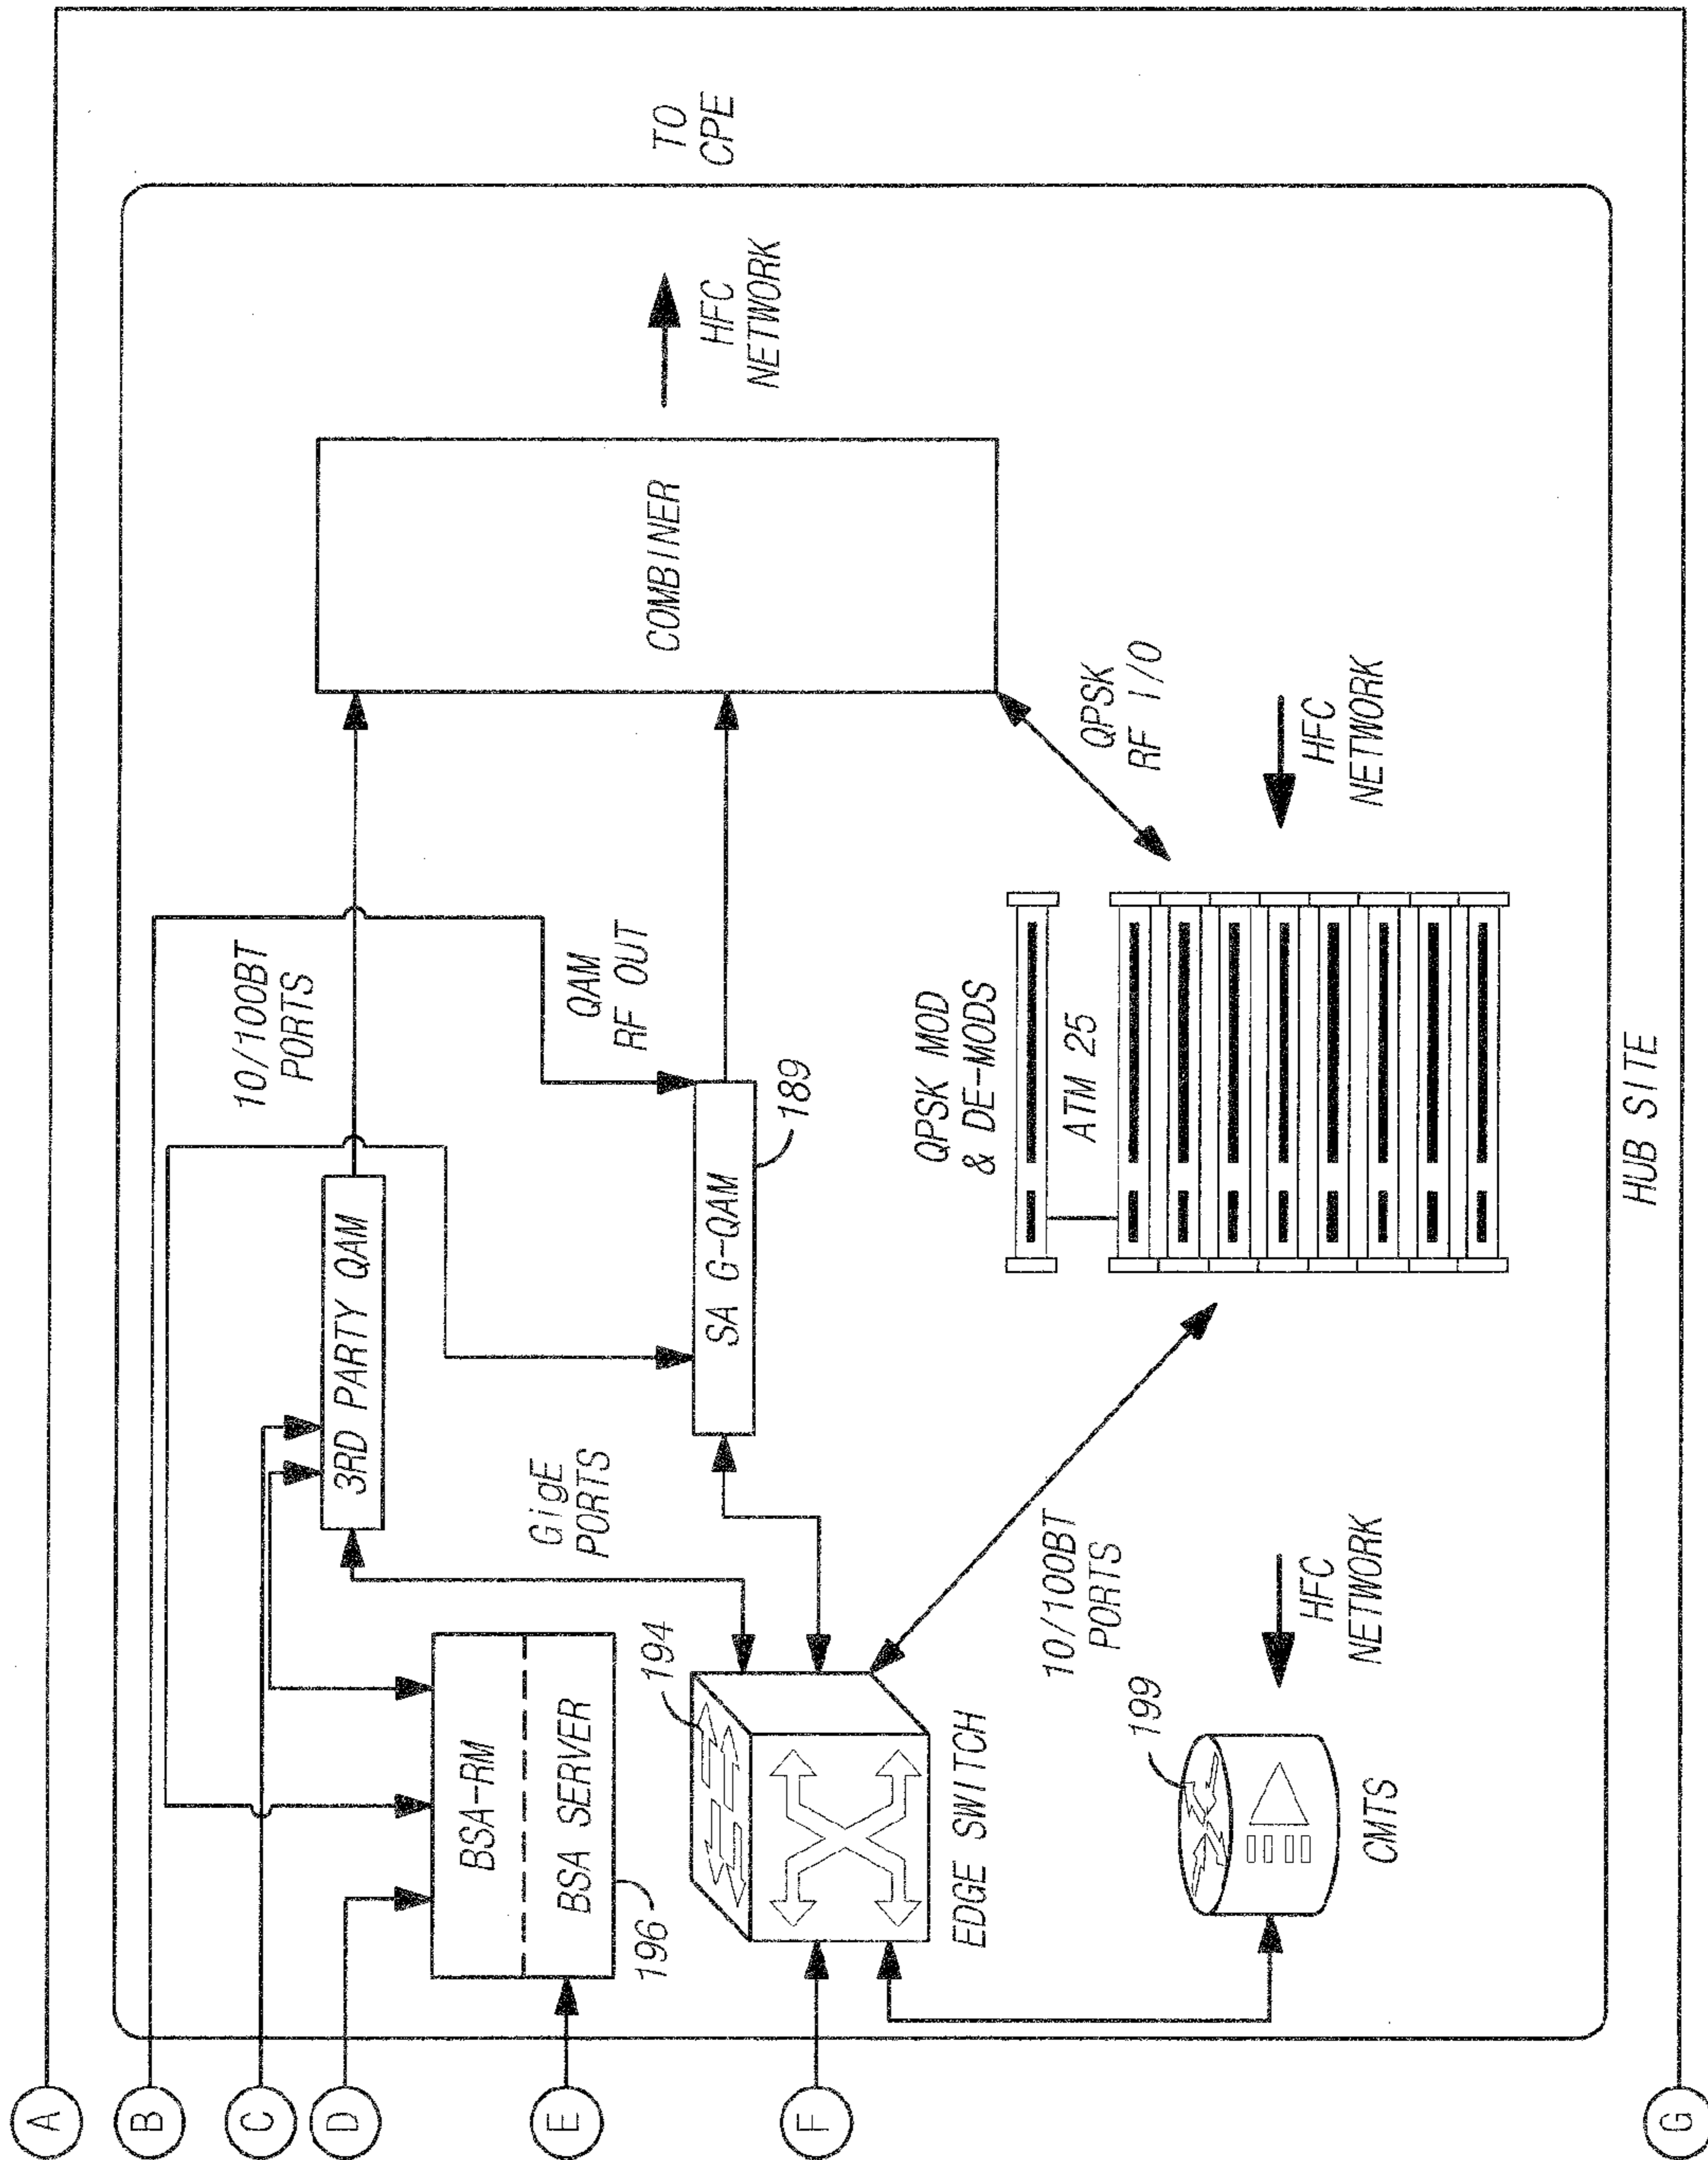 A
B
C
D
E
F
G
TO
CPE
HFC
NETWORK
COMBINER
10/100BT
PORTS
QAM
RF OUT
3RD PARTY QAM
SA G-QAM
189
GigE
PORTS
BSA-RM
BSA SERVER
196
194
EDGE SWITCH
QPSK
RF I/O
QPSK MOD
& DE-MODS
ATM 25
HFC
NETWORK
10/100BT
PORTS
199
CMTS
HFC
NETWORK
HUB SITE